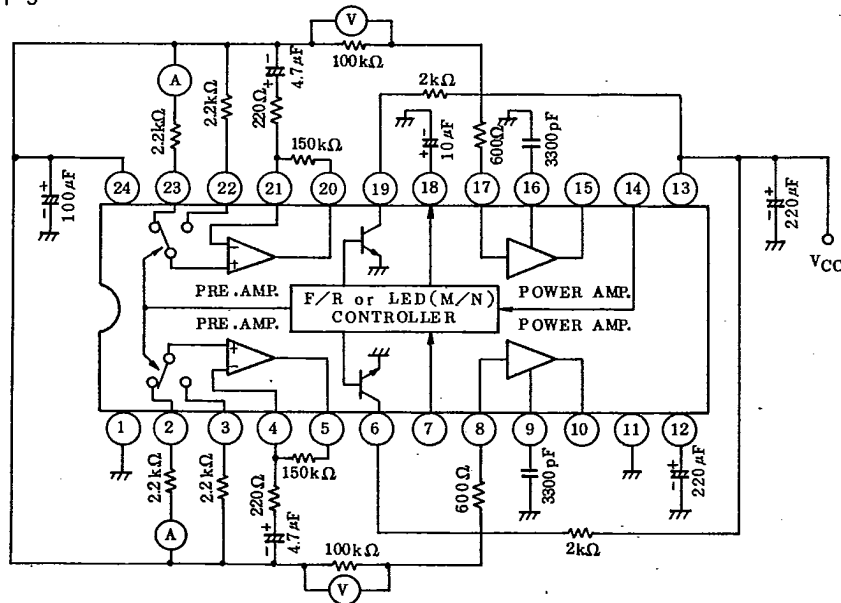 V
100kΩ
4.7μF
A
2.2kΩ
2.2kΩ
220Ω
150kΩ
2kΩ
10μF
600Ω
3300pF
100μF
220μF
VCC
24 23 22 21 20 19 18 17 16 15 14 13
PRE.AMP.
F/R or LED(M/N)
CONTROLLER
POWER AMP.
PRE.AMP.
POWER AMP.
1 2 3 4 5 6 7 8 9 10 11 12
2.2kΩ
2.2kΩ
220Ω
150kΩ
4.7μF
600Ω
3300pF
220μF
A
100kΩ
V
2kΩ